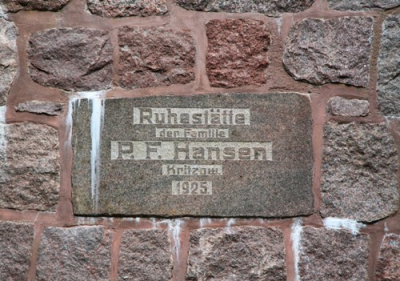 Ruhestätte
der Familie
P. F. Hansen
Kritzow.
1925.